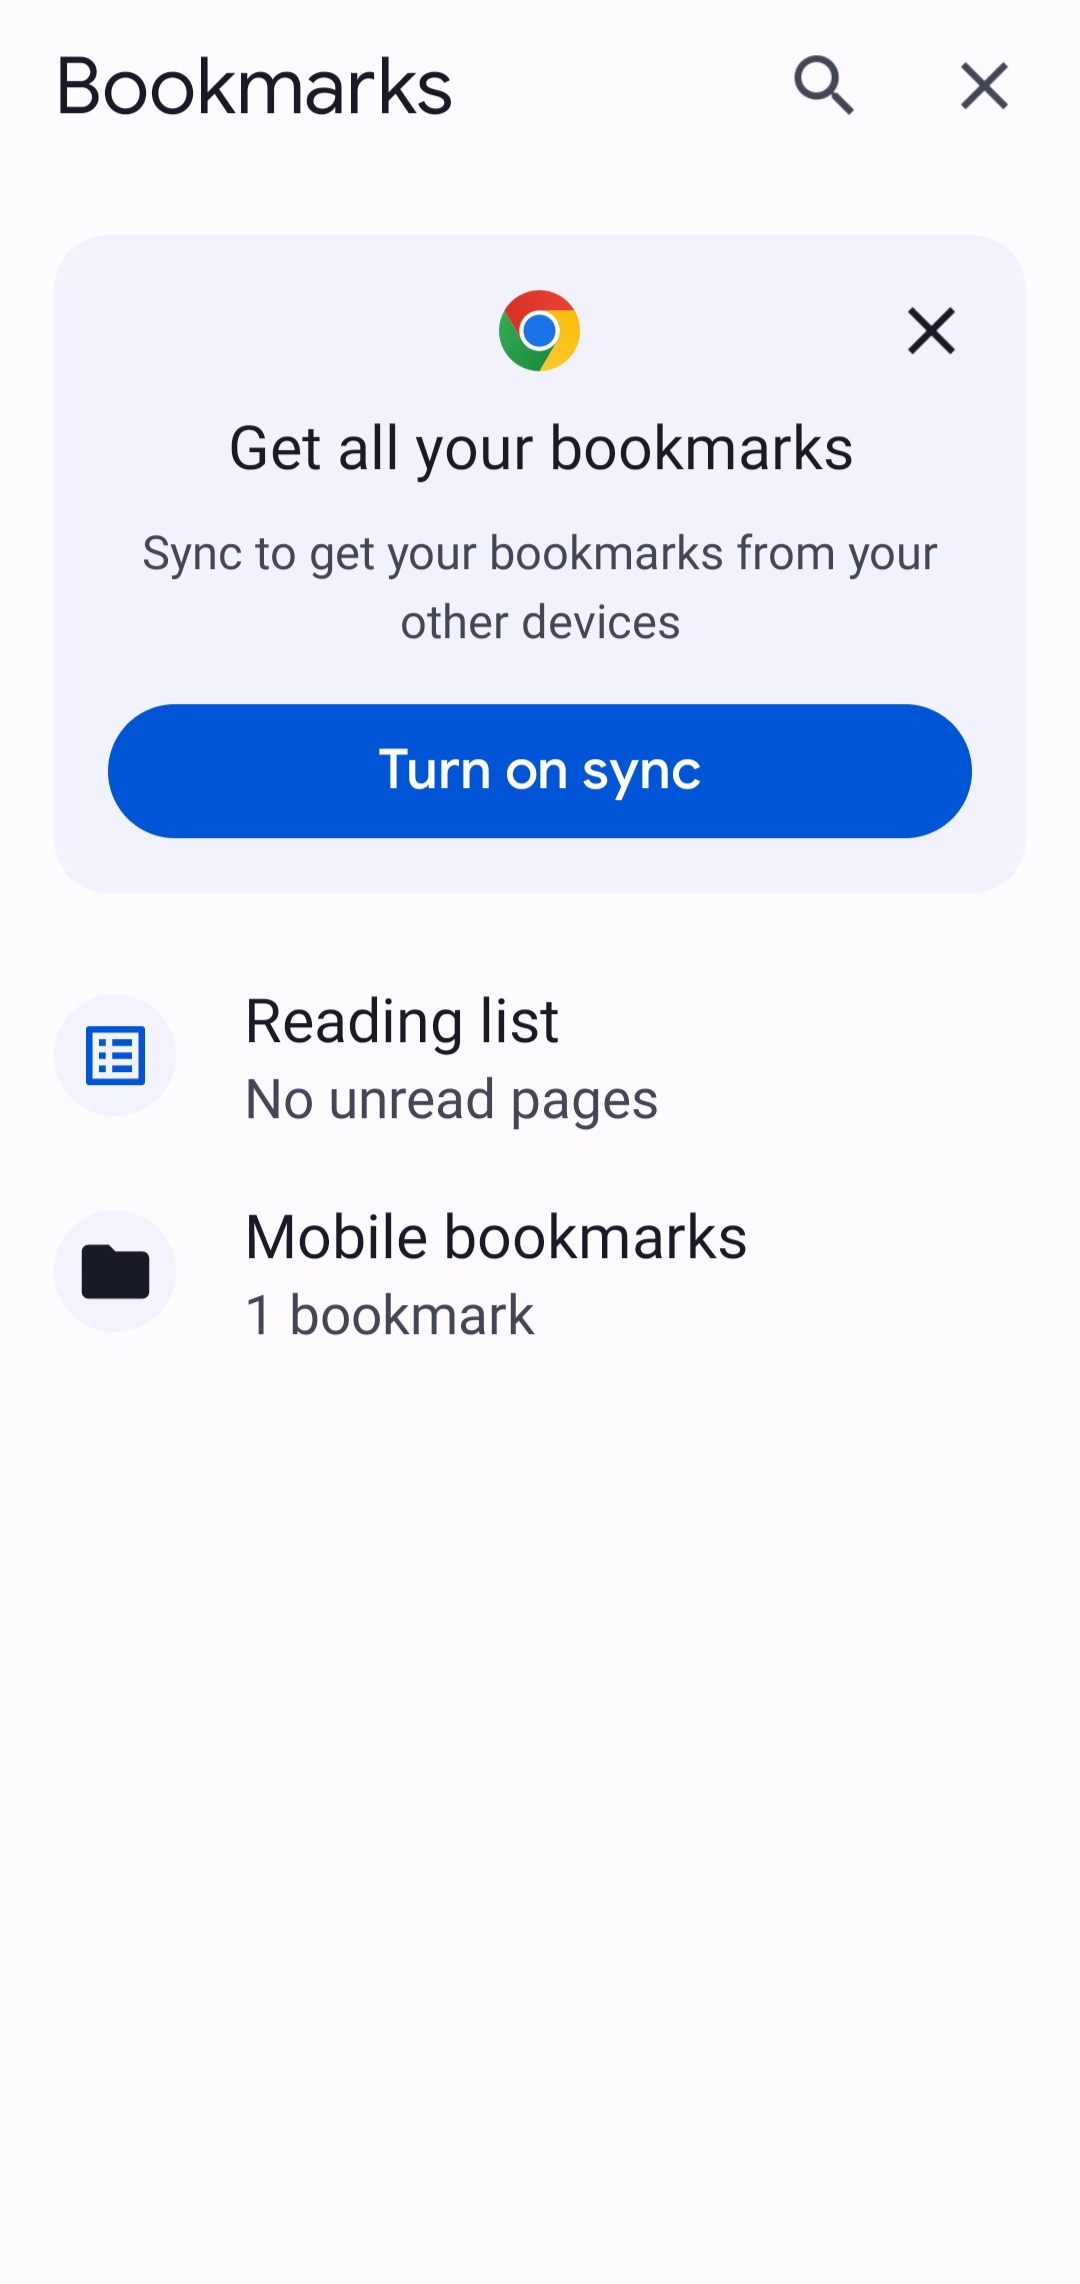 Bookmarks
Get all your bookmarks
Sync to get your bookmarks from your
other devices
Turn on sync
Reading list
No unread pages
Mobile bookmarks
1 bookmark